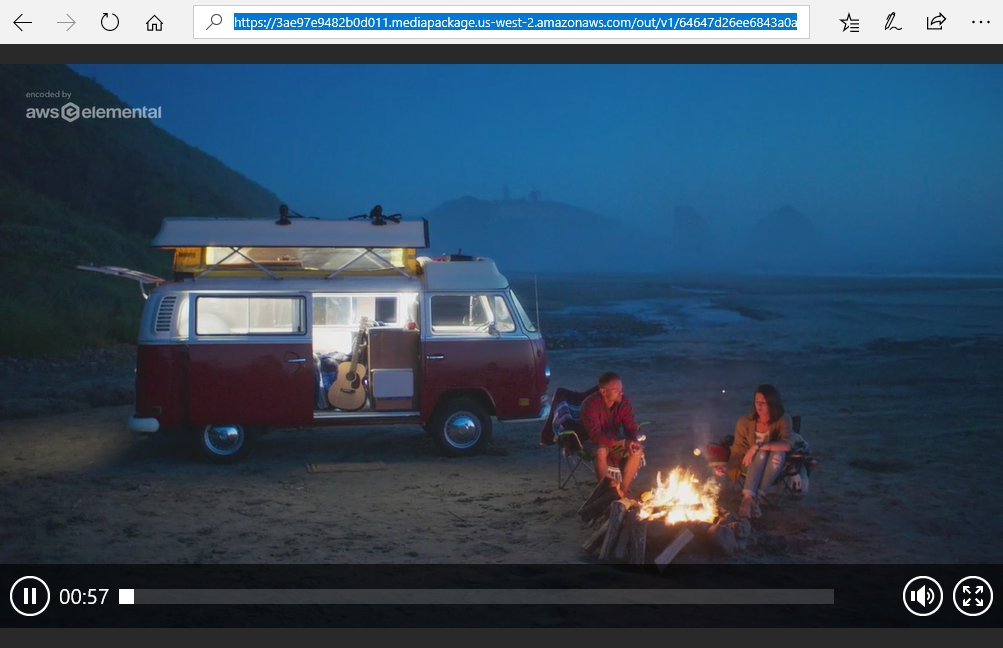 https://3ae97e9482b0d011.mediapackage.us-west-2.amazonaws.com/out/v1/64647d26ee6843a0a
encoded by
aws elemental
00:57